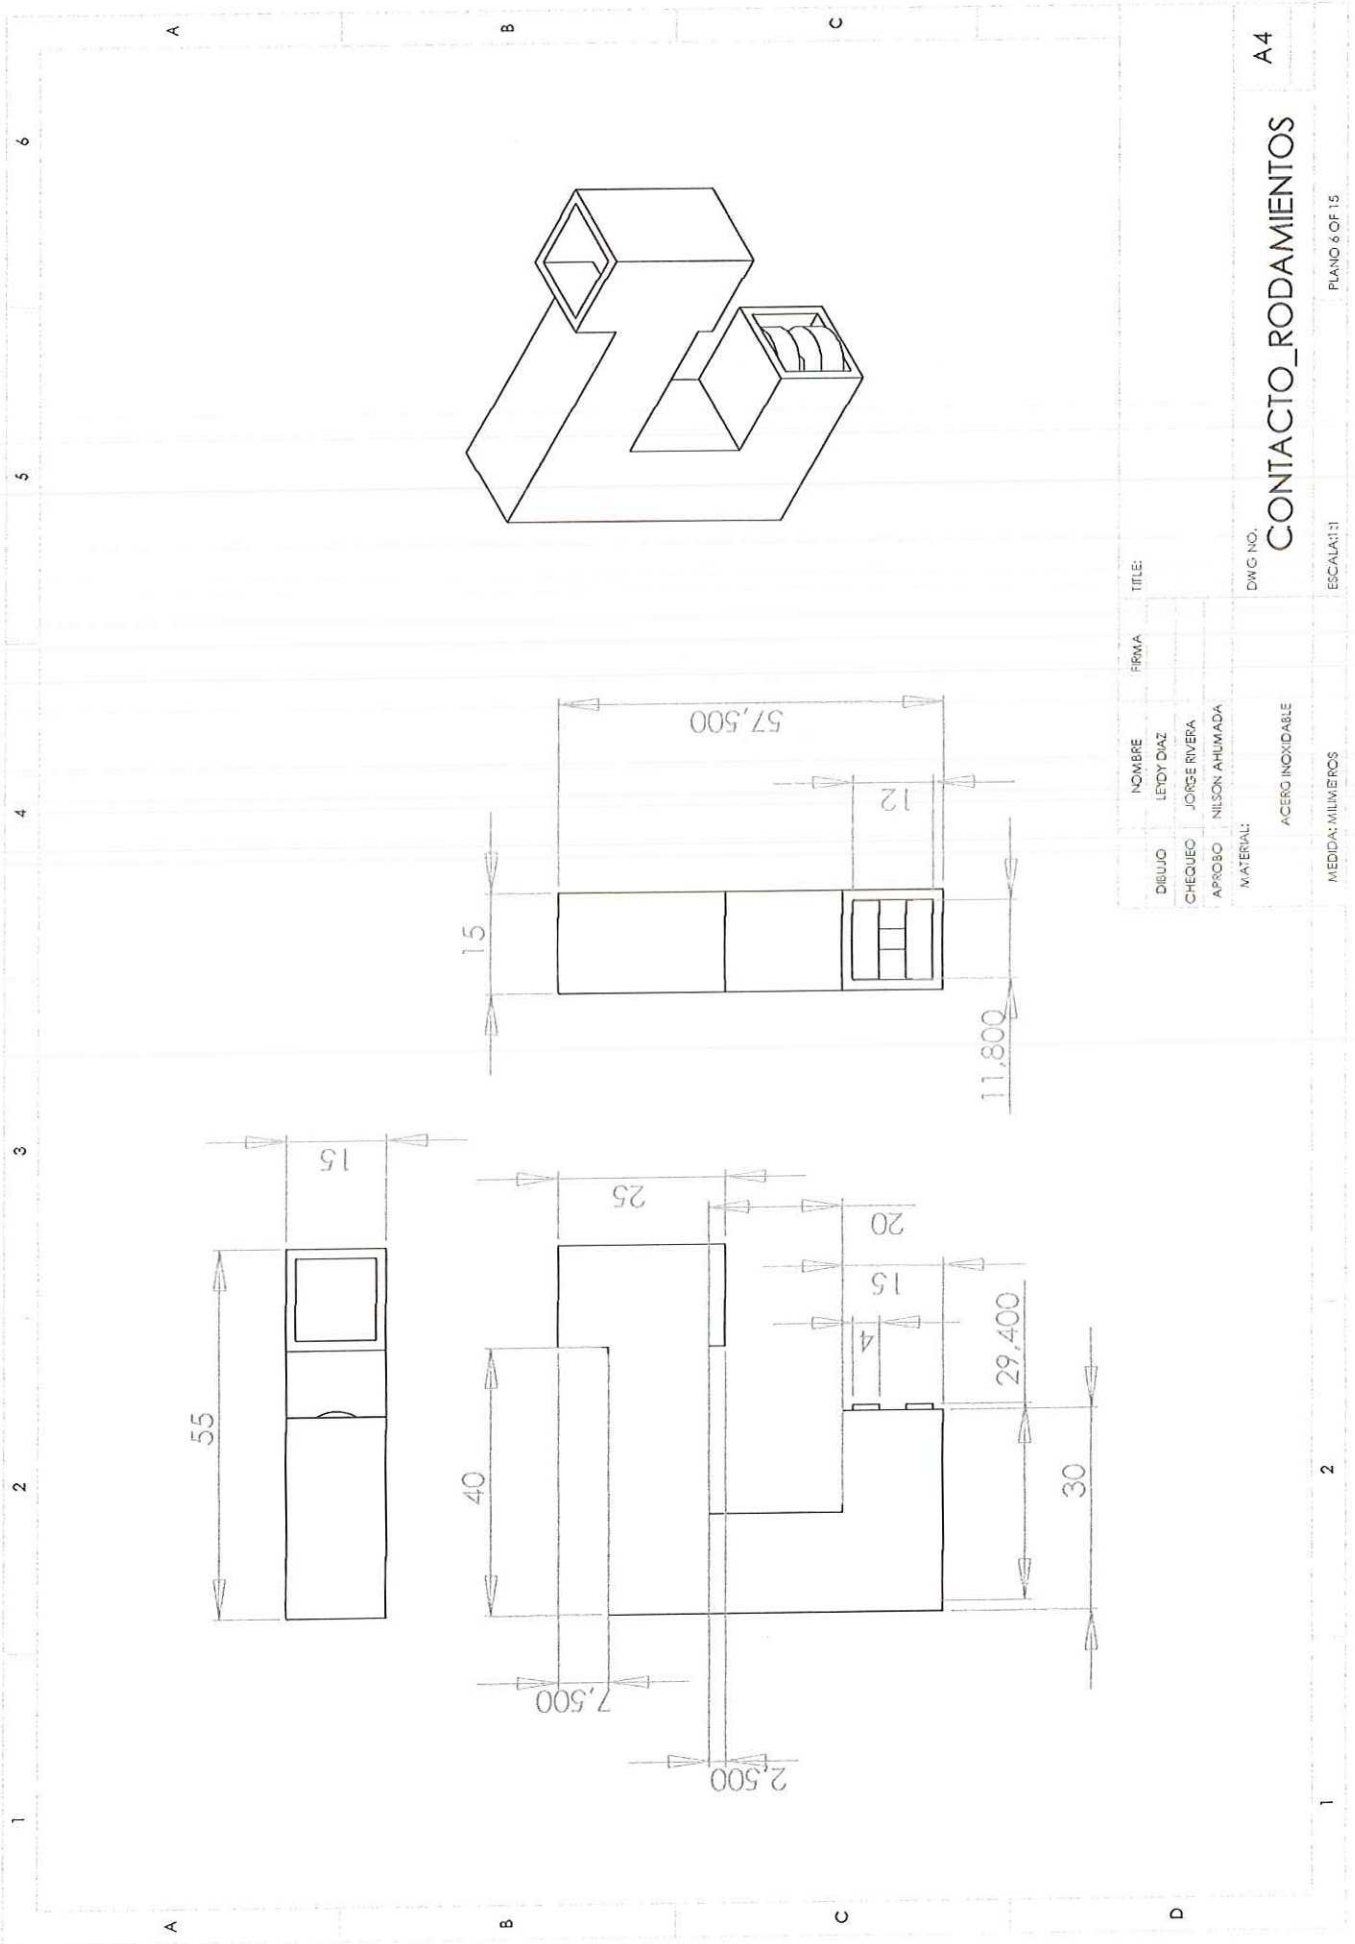 1
2
3
4
5
6
A
A
B
B
C
C
D
1
2
55
15
40
7,500
2,500
25
20
15
4
29,400
30
15
57,500
12
11,800
NOMBRE
FIRMA
TITLE:
DIBUJO
LEYDY DIAZ
CHEQUEO
JORGE RIVERA
APROBO
NILSON AHUMADA
MATERIAL:
ACERO INOXIDABLE
DWG NO.
CONTACTO_RODAMIENTOS
A4
MEDIDA: MILIMETROS
ESCALA:1:1
PLANO 6 OF 15